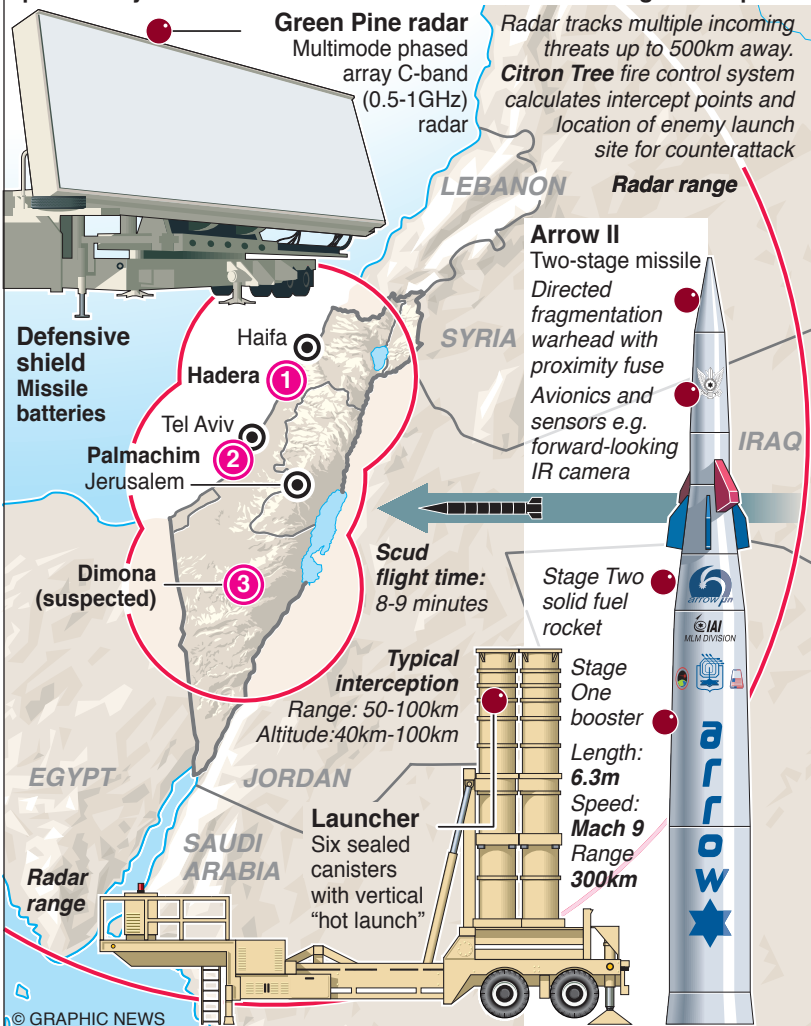 Green Pine radar
Multimode phased
array C-band
(0.5-1GHz)
radar
Radar tracks multiple incoming
threats up to 500km away.
Citron Tree fire control system
calculates intercept points and
location of enemy launch
site for counterattack
LEBANON
Radar range
Arrow II
Two-stage missile
Directed
fragmentation
warhead with
proximity fuse
Avionics and
sensors e.g.
forward-looking
IR camera
SYRIA
IRAQ
Defensive
shield
Missile
batteries
Haifa
Hadera
1
Tel Aviv
Palmachim
2
Jerusalem
Dimona
(suspected)
3
Scud
flight time:
8-9 minutes
Stage Two
solid fuel
rocket
arrow
IAI
MLM DIVISION
Typical
interception
Range: 50-100km
Altitude:40km-100km
Stage
One
booster
Length:
6.3m
Speed:
Mach 9
Range
300km
arrow
EGYPT
JORDAN
SAUDI
ARABIA
Launcher
Six sealed
canisters
with vertical
“hot launch”
Radar
range
© GRAPHIC NEWS